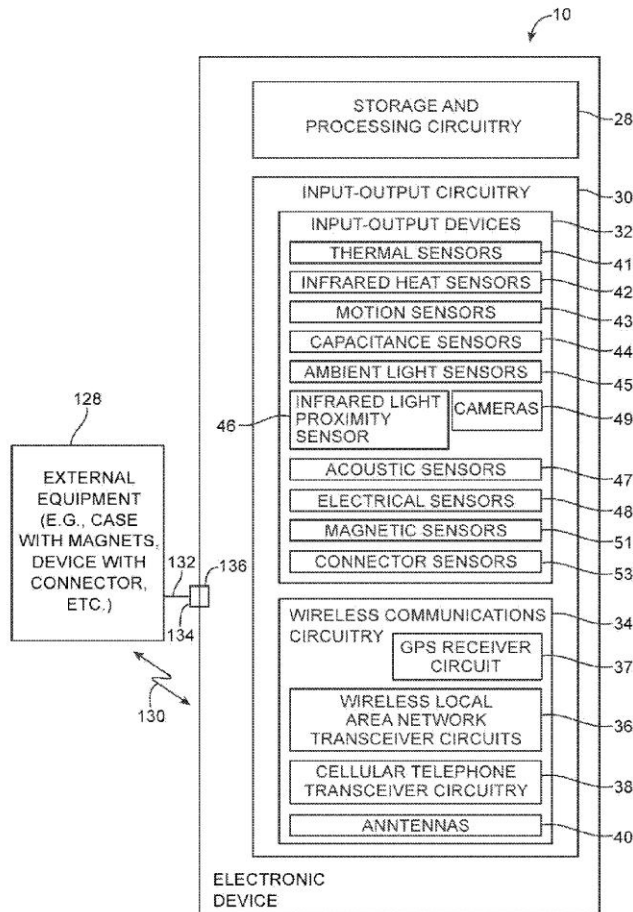 10
STORAGE AND
PROCESSING CIRCUITRY
28
INPUT-OUTPUT CIRCUITRY
30
INPUT-OUTPUT DEVICES
32
THERMAL SENSORS
41
INFRARED HEAT SENSORS
42
MOTION SENSORS
43
CAPACITANCE SENSORS
44
AMBIENT LIGHT SENSORS
45
INFRARED LIGHT
PROXIMITY
SENSOR
46
CAMERAS
49
ACOUSTIC SENSORS
47
ELECTRICAL SENSORS
48
MAGNETIC SENSORS
51
CONNECTOR SENSORS
53
128
EXTERNAL
EQUIPMENT
(E.G., CASE
WITH MAGNETS,
DEVICE WITH
CONNECTOR,
ETC.)
132
134
136
130
WIRELESS COMMUNICATIONS
CIRCUITRY
34
GPS RECEIVER
CIRCUIT
37
WIRELESS LOCAL
AREA NETWORK
TRANSCEIVER CIRCUITS
36
CELLULAR TELEPHONE
TRANSCEIVER CIRCUITRY
38
ANNTENNAS
40
ELECTRONIC
DEVICE